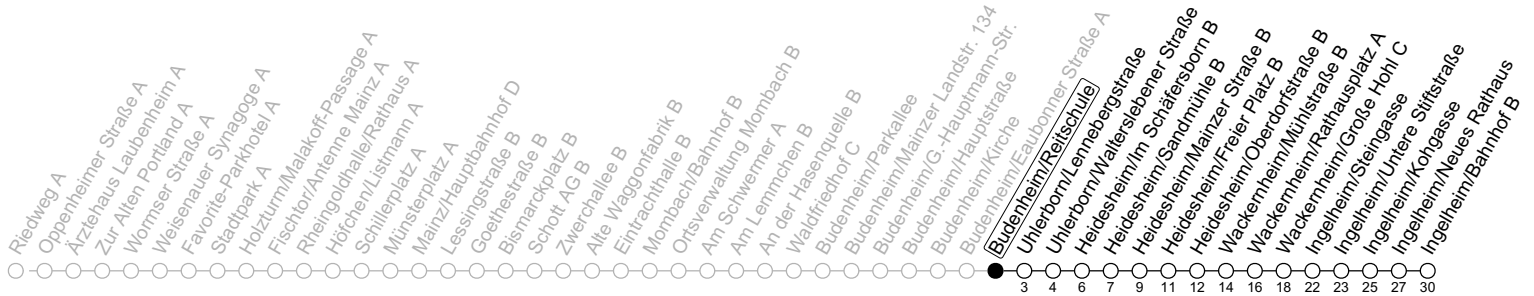 Riedweg A
Oppenheimer Straße A
Ärztehaus Laubenheim A
Zur Alten Portland A
Wormser Straße A
Weisenauer Synagoge A
Favorite-Parkhotel A
Stadtpark A
Holzturm/Malakoff-Passage A
Fischtor/Antenne Mainz A
Rheingoldhalle/Rathaus A
Höfchen/Listmann A
Schillerplatz A
Münsterplatz A
Mainz/Hauptbahnhof D
Lessingstraße B
Goethestraße B
Bismarckplatz B
Schott AG B
Zwerchallee B
Alte Waggonfabrik B
Eintrachthalle B
Mombach/Bahnhof B
Ortsverwaltung Mombach B
Am Schwermer A
Am Lemmchen B
An der Hasenquelle B
Waldfriedhof C
Budenheim/Parkallee
Budenheim/Mainzer Landstr. 134
Budenheim/G.-Hauptmann-Str.
Budenheim/Hauptstraße
Budenheim/Kirche
Budenheim/Eaubonner Straße A
Budenheim/Reitschule
Uhlerborn/Lennebergstraße
Uhlerborn/Walterslebener Straße
Heidesheim/Im Schäfersborn B
Heidesheim/Sandmühle B
Heidesheim/Mainzer Straße B
Heidesheim/Freier Platz B
Heidesheim/Oberdorfstraße B
Wackernheim/Mühlstraße B
Wackernheim/Rathausplatz A
Wackernheim/Große Hohl C
Ingelheim/Steingasse
Ingelheim/Untere Stiftstraße
Ingelheim/Kohgasse
Ingelheim/Neues Rathaus
Ingelheim/Bahnhof B
3 4 6 7 9 11 12 14 16 18 22 23 25 27 30